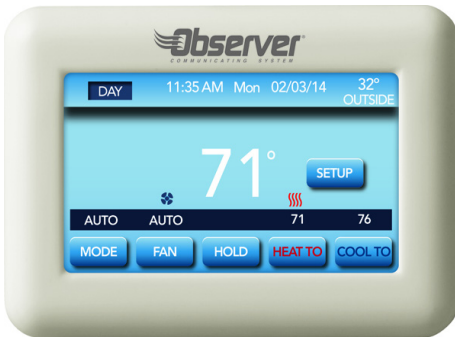 Observer
COMMUNICATING SYSTEM
DAY 11:35 AM Mon 02/03/14 32°
OUTSIDE
71°
SETUP
AUTO AUTO 71 76
MODE FAN HOLD HEAT TO COOL TO